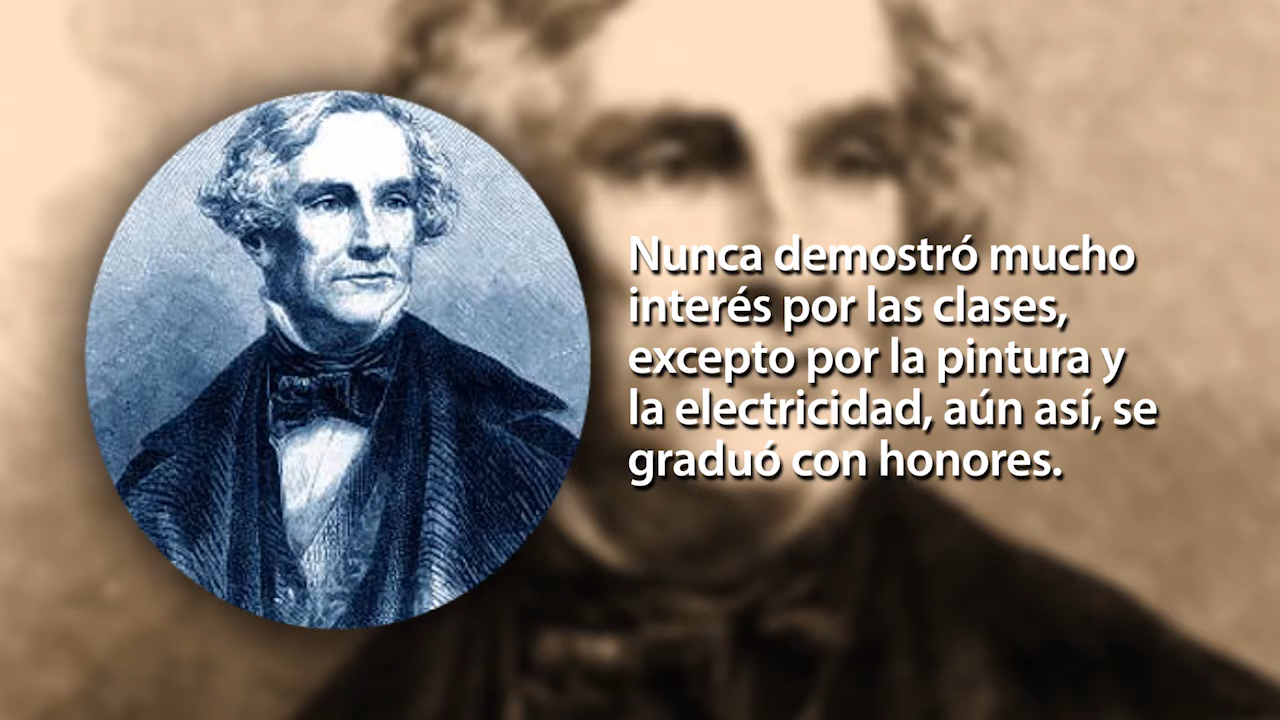 Nunca demostró mucho
interés por las clases,
excepto por la pintura y
la electricidad, aún así, se
graduó con honores.